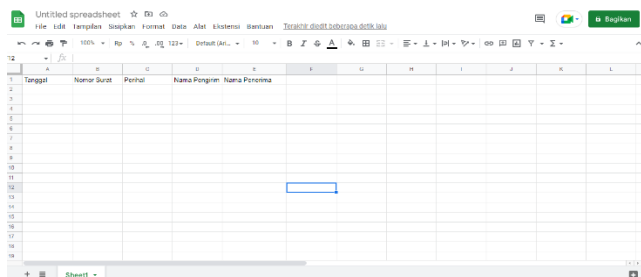 Untitled spreadsheet
File Edit Tampilan Sisipkan Format Data Alat Ekstensi Bantuan Terakhir diedit beberapa detik lalu
Bagikan
100% Rp % .0 .00 123 Default (Ari... 10 B I S A
fx
A B C D E F G H I J K L
1 Tanggal Nomor Surat Perihal Nama Pengirim Nama Penerima
2
3
4
5
6
7
8
9
10
11
12
13
14
15
16
17
18
19
Sheet1